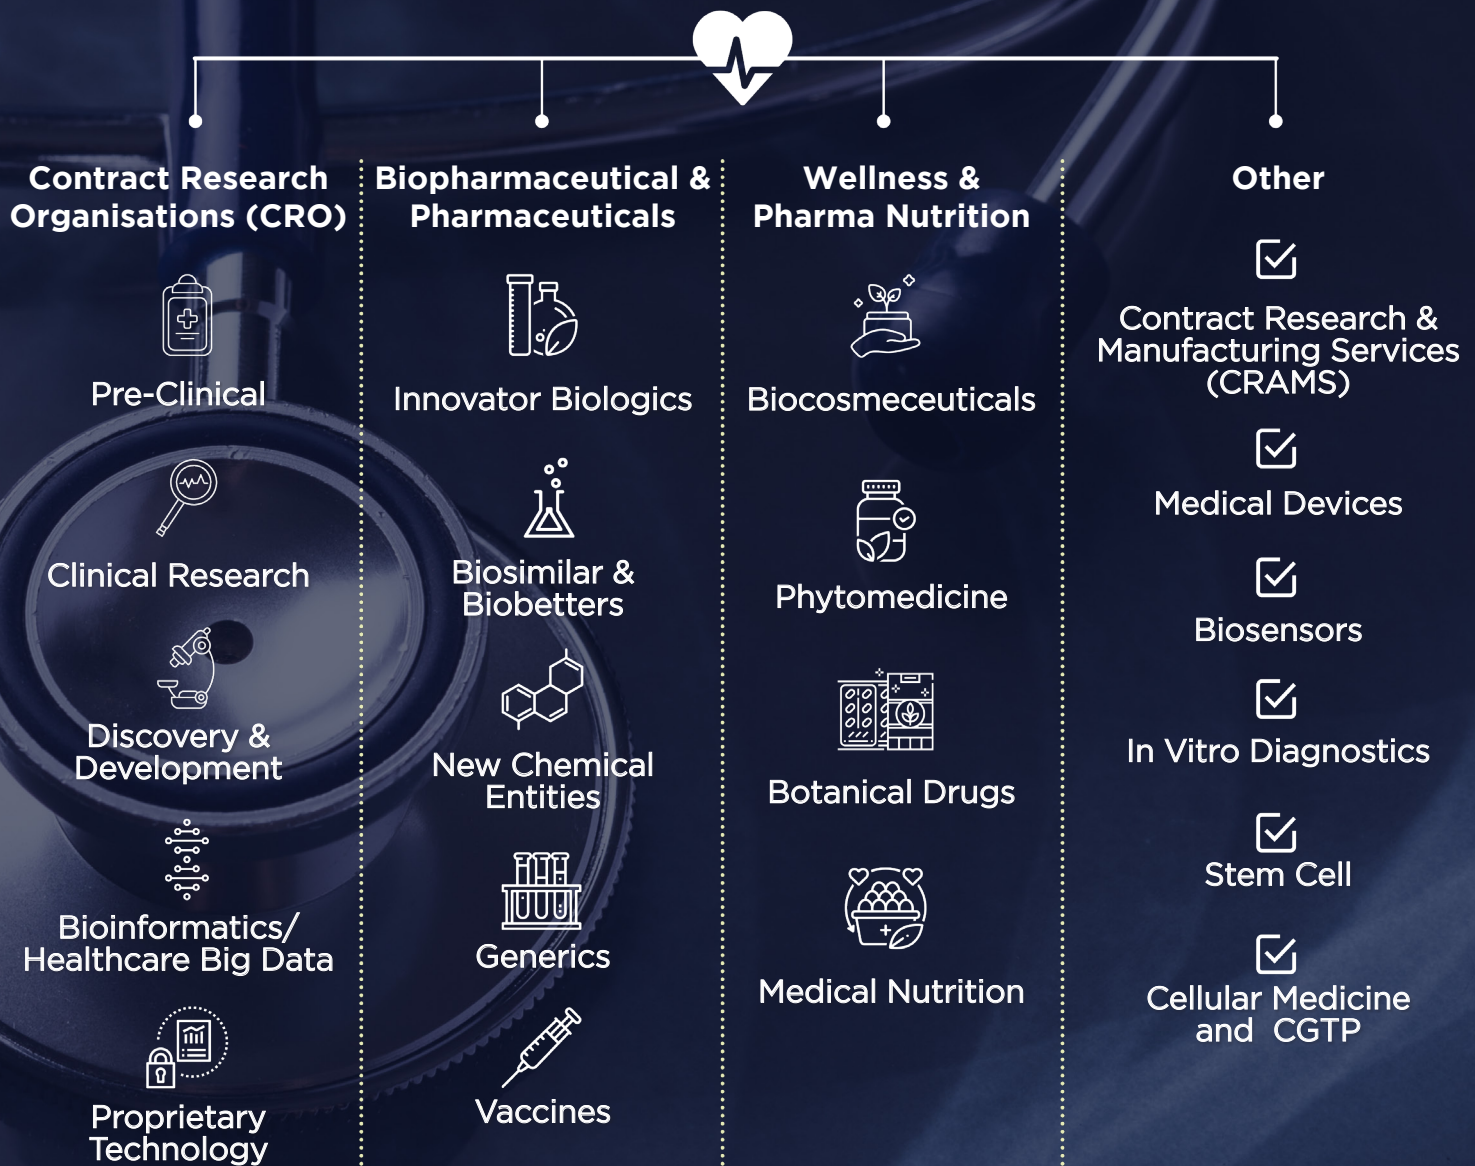 Contract Research
Organisations (CRO)
Pre-Clinical
Clinical Research
Discovery &
Development
Bioinformatics/
Healthcare Big Data
Proprietary
Technology
Biopharmaceutical &
Pharmaceuticals
Innovator Biologics
Biosimilar &
Biobetters
New Chemical
Entities
Generics
Vaccines
Wellness &
Pharma Nutrition
Biocosmeceuticals
Phytomedicine
Botanical Drugs
Medical Nutrition
Other
Contract Research &
Manufacturing Services
(CRAMS)
Medical Devices
Biosensors
In Vitro Diagnostics
Stem Cell
Cellular Medicine
and CGTP